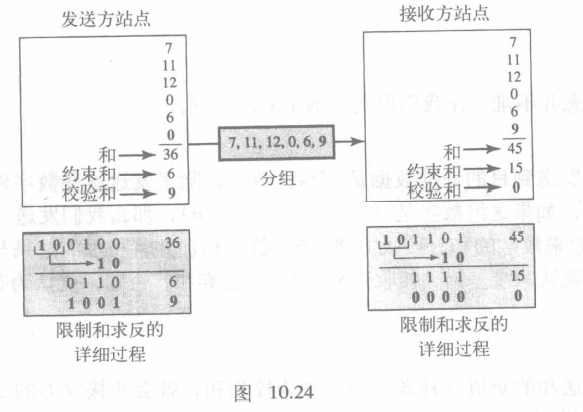 发送方站点
7
11
12
0
6
0
和 36
约束和 6
校验和 9
1 0 0 1 0 0 36
1 0
0 1 1 0 6
1 0 0 1 9
限制和求反的
详细过程
7, 11, 12, 0, 6, 9
分组
接收方站点
7
11
12
0
6
9
和 45
约束和 15
校验和 0
1 0 1 1 0 1 45
1 0
1 1 1 1 15
0 0 0 0 0
限制和求反的
详细过程
图 10.24